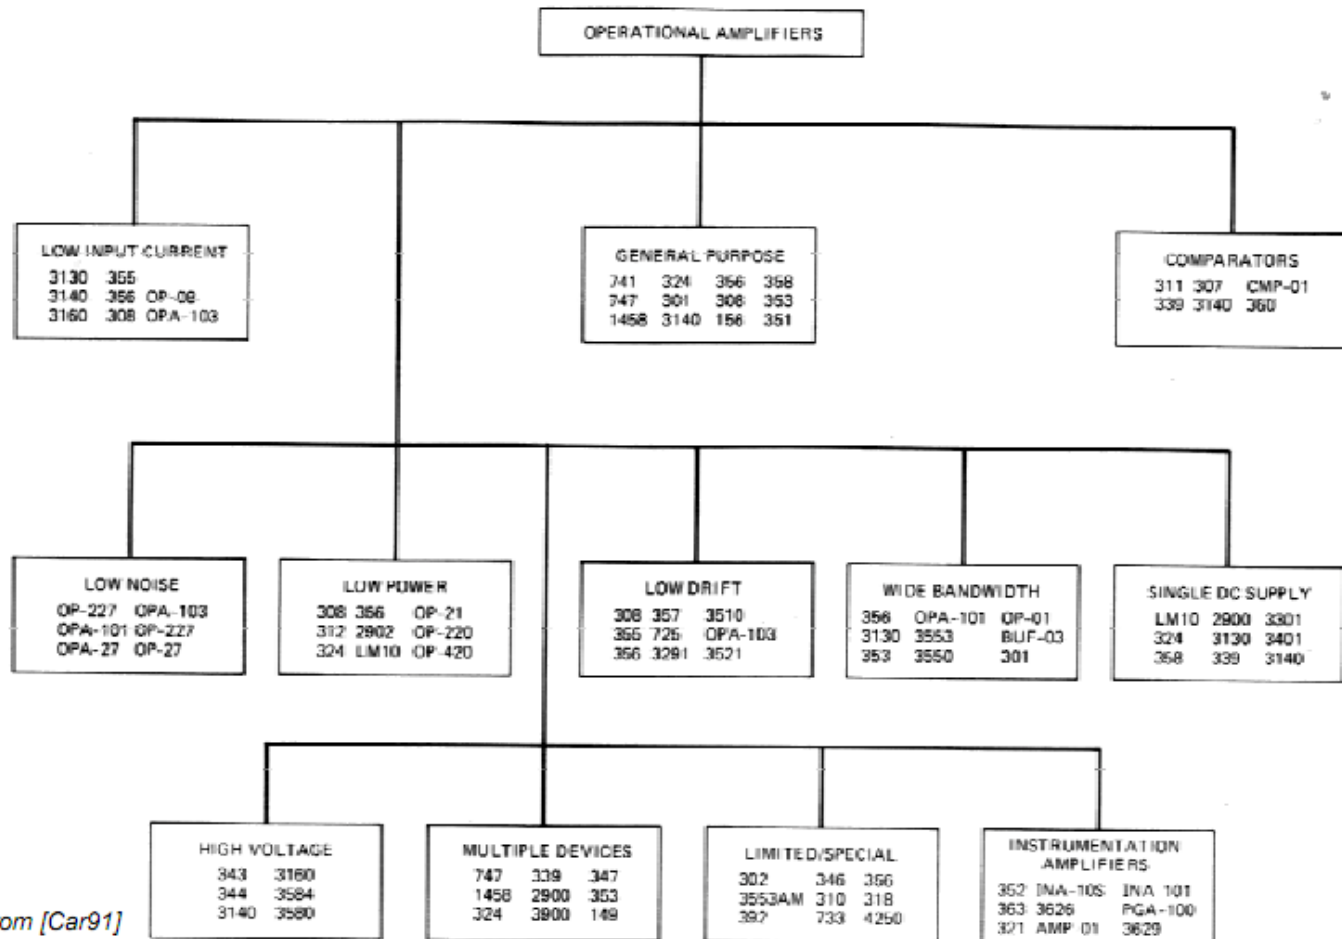 OPERATIONAL AMPLIFIERS
LOW INPUT CURRENT
3130 355
3140 356 OP-08
3160 308 OPA-103
GENERAL PURPOSE
741 324 356 358
747 301 308 353
1458 3140 156 351
COMPARATORS
311 307 CMP-01
339 3140 360
LOW NOISE
OP-227 OPA-103
OPA-101 OP-227
OPA-27 OP-27
LOW POWER
308 356 OP-21
312 2902 OP-220
324 LM10 OP-420
LOW DRIFT
308 357 3510
355 725 OPA-103
356 3291 3521
WIDE BANDWIDTH
356 OPA-101 OP-01
3130 3553 BUF-03
353 3550 301
SINGLE DC SUPPLY
LM10 2900 3301
324 3130 3401
358 339 3140
HIGH VOLTAGE
343 3160
344 3584
3140 3580
MULTIPLE DEVICES
747 339 347
1458 2900 353
324 3900 149
LIMITED/SPECIAL
302 346 356
3553AM 310 318
392 733 4250
INSTRUMENTATION
AMPLIFIERS
352 INA-105 INA 101
363 3626 PGA-100
321 AMP 01 3629
om [Car91]